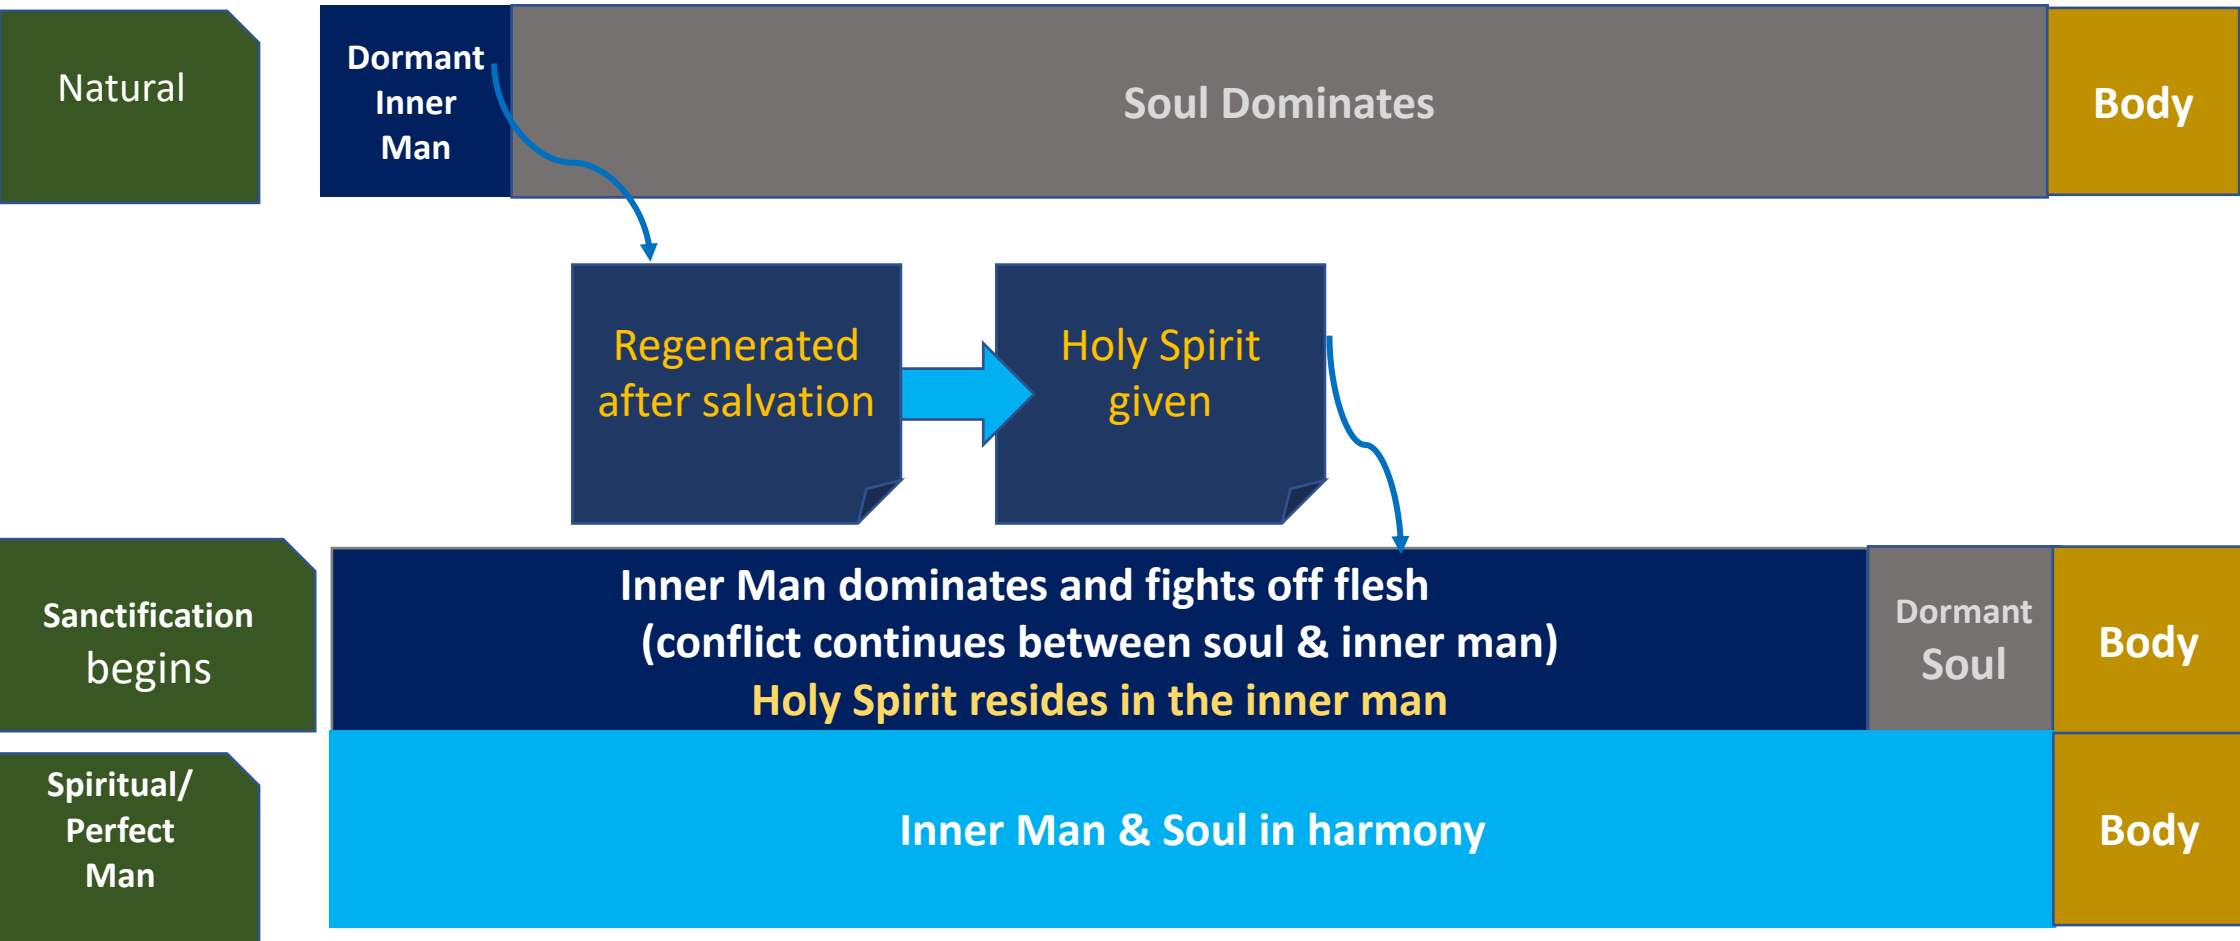 Natural
Dormant
Inner
Man
Soul Dominates
Body
Regenerated
after salvation
Holy Spirit
given
Sanctification
begins
Inner Man dominates and fights off flesh
(conflict continues between soul & inner man)
Holy Spirit resides in the inner man
Dormant
Soul
Body
Spiritual/
Perfect
Man
Inner Man & Soul in harmony
Body